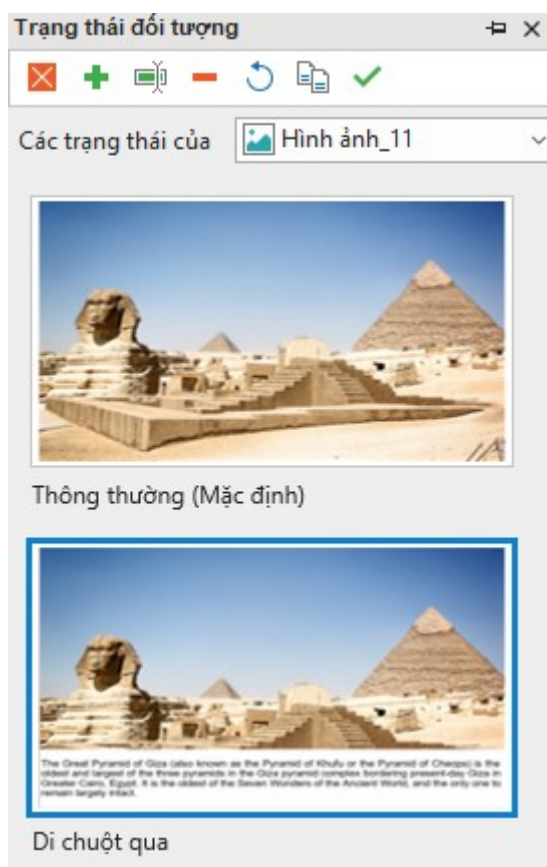 Trạng thái đối tượng
Các trạng thái của
Hình ảnh_11
Thông thường (Mặc định)
The Great Pyramid of Giza (also known as the Pyramid of Khufu or the Pyramid of Cheops) is the
oldest and largest of the three pyramids in the Giza pyramid complex bordering present-day Giza in
Greater Cairo, Egypt. It is the oldest of the Seven Wonders of the Ancient World, and the only one to
remain largely intact.
Di chuột qua